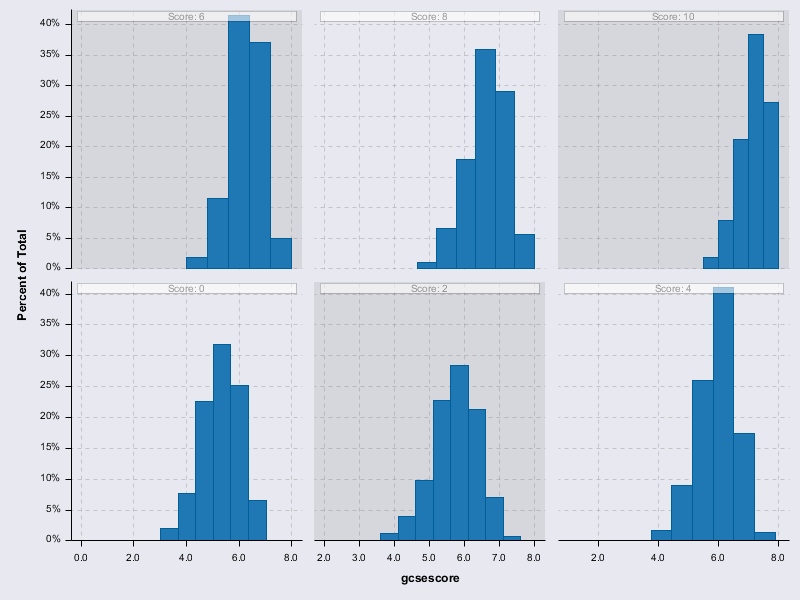 Score: 6
Score: 8
Score: 10
40%
35%
30%
25%
20%
15%
10%
5%
0%
Score: 0
Score: 2
Score: 4
40%
35%
30%
25%
20%
15%
10%
5%
0%
Percent of Total
0.0 2.0 4.0 6.0 8.0
2.0 3.0 4.0 5.0 6.0 7.0 8.0
2.0 4.0 6.0 8.0
gcsescore